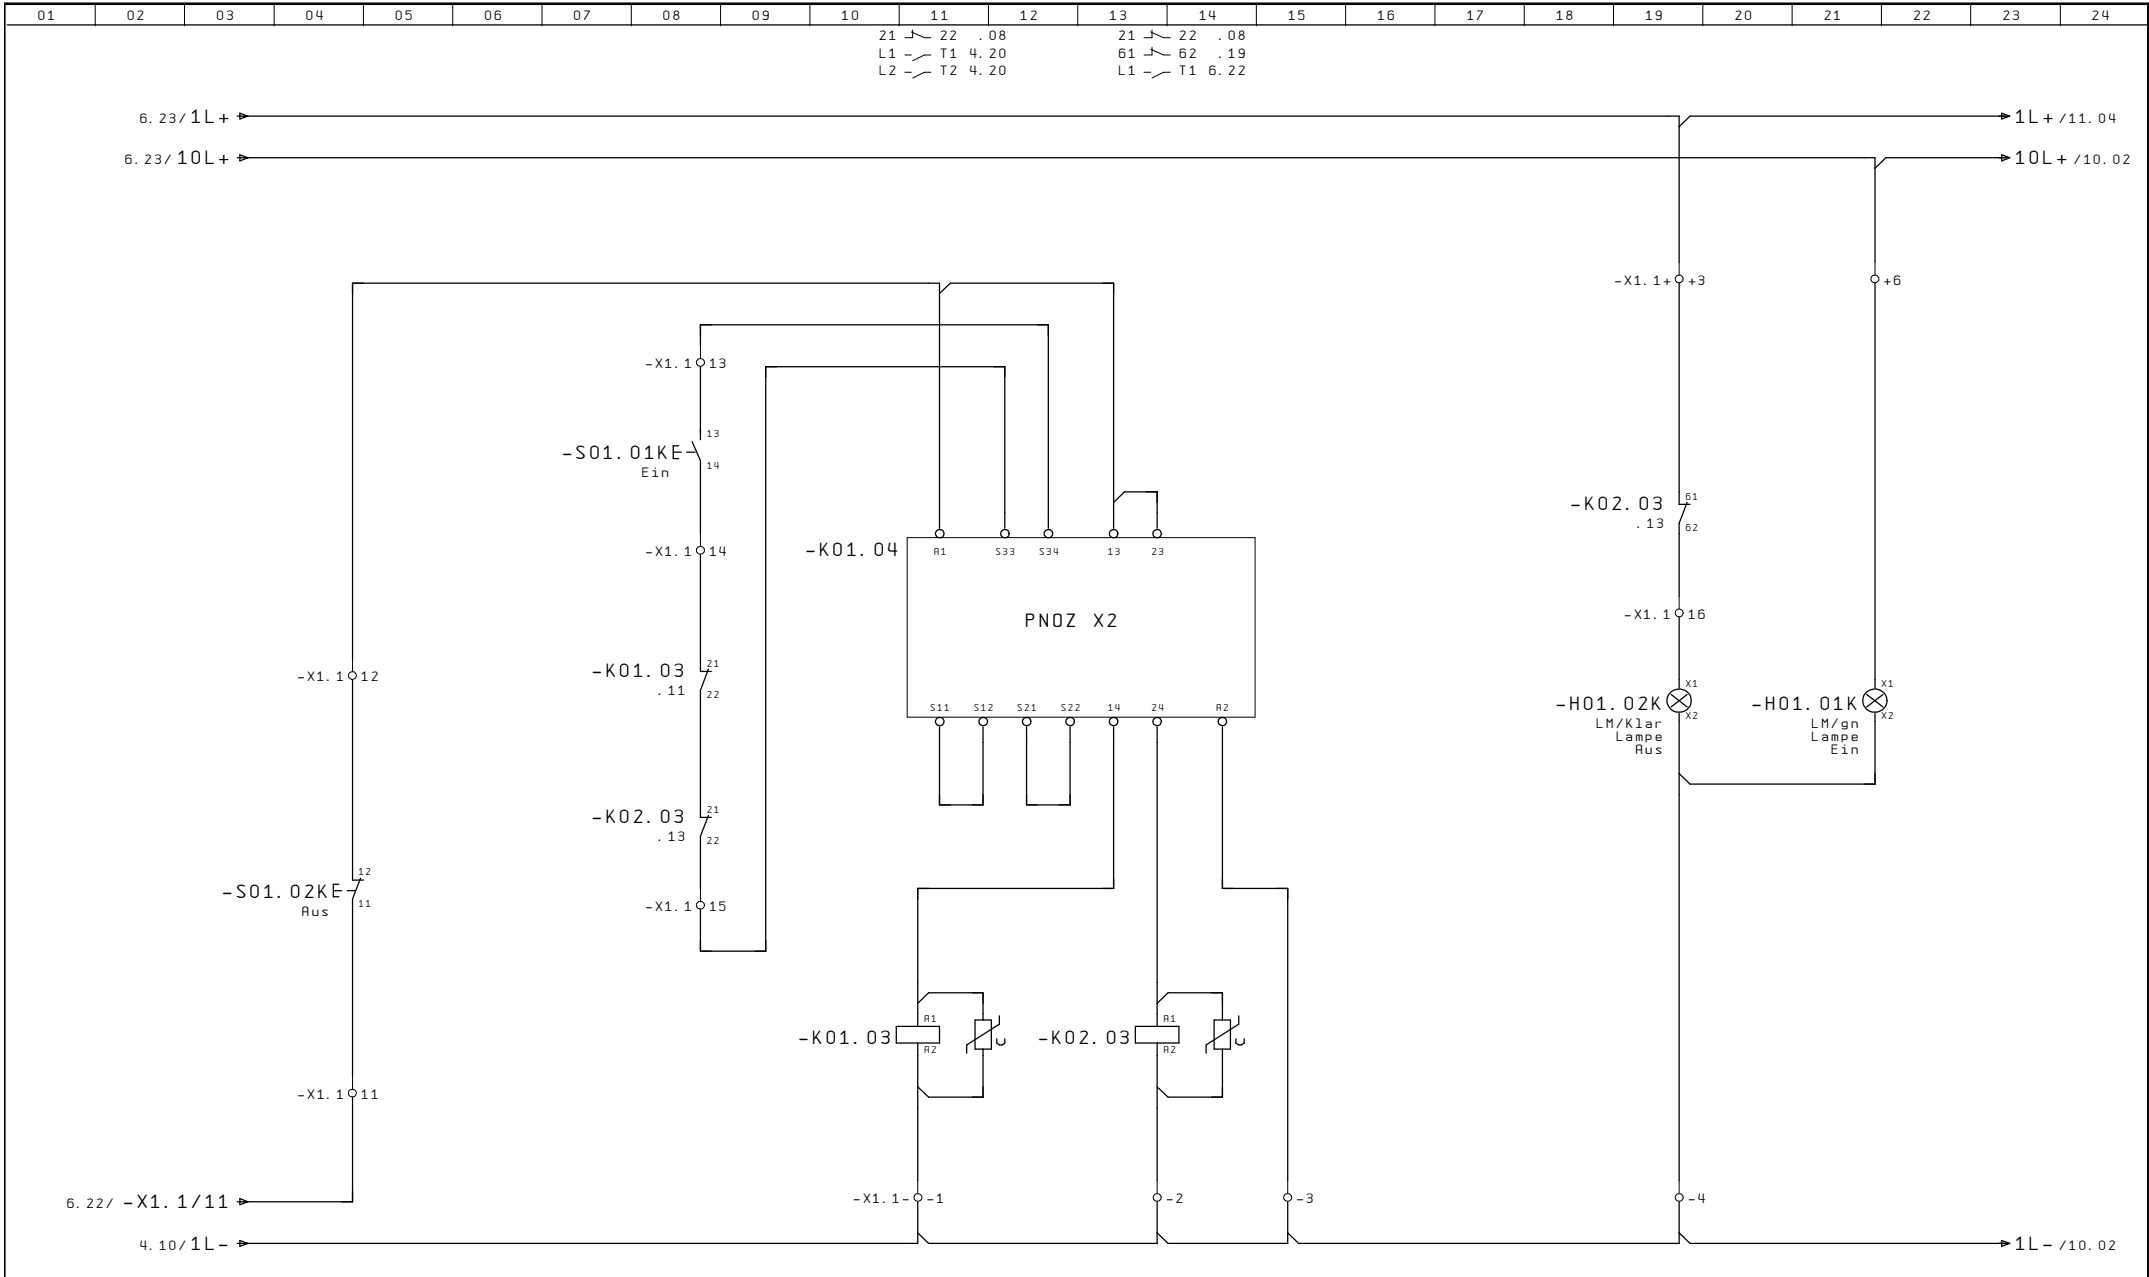 01 02 03 04 05 06 07 08 09 10 11 12 13 14 15 16 17 18 19 20 21 22 23 24
21 22 .08
L1 T1 4.20
L2 T2 4.20
21 22 .08
61 62 .19
L1 T1 6.22
6.23/1L+
1L+/11.04
6.23/10L+
10L+/10.02
-X1.1+ +3
+6
-X1.1 13
-S01.01KE
Ein
13
14
-X1.1 14
-K01.04
A1 S33 S34 13 23
PNOZ X2
S11 S12 S21 S22 14 24 A2
-K02.03
.13
61
62
-X1.1 16
-X1.1 12
-K01.03
.11
21
22
-H01.02K
LM/Klar
Lampe
Aus
X1
X2
-H01.01K
LM/gn
Lampe
Ein
X1
X2
-K02.03
.13
21
22
-S01.02KE
Aus
12
11
-X1.1 15
-K01.03
A1
A2
U
-K02.03
A1
A2
U
-X1.1 11
6.22/ -X1.1/11
-X1.1- -1
-2
-3
-4
4.10/1L-
1L-/10.02